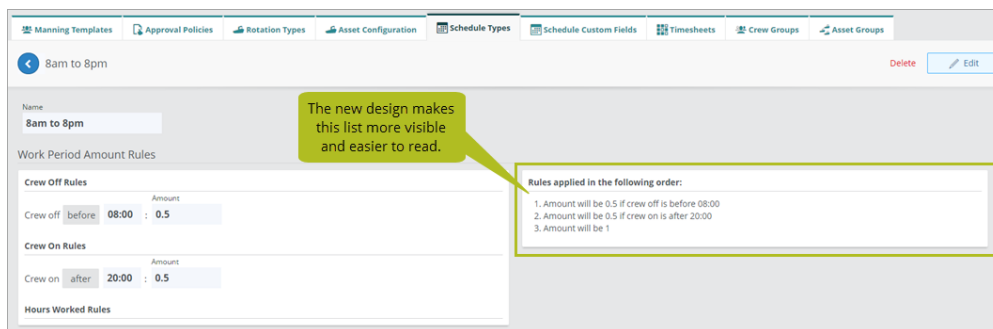 Manning Templates Approval Policies Rotation Types Asset Configuration Schedule Types Schedule Custom Fields Timesheets Crew Groups Asset Groups
8am to 8pm Delete Edit
Name
8am to 8pm
The new design makes
this list more visible
and easier to read.
Work Period Amount Rules
Crew Off Rules
Amount
Crew off before 08:00 : 0.5
Crew On Rules
Amount
Crew on after 20:00 : 0.5
Hours Worked Rules
Rules applied in the following order:
1. Amount will be 0.5 if crew off is before 08:00
2. Amount will be 0.5 if crew on is after 20:00
3. Amount will be 1